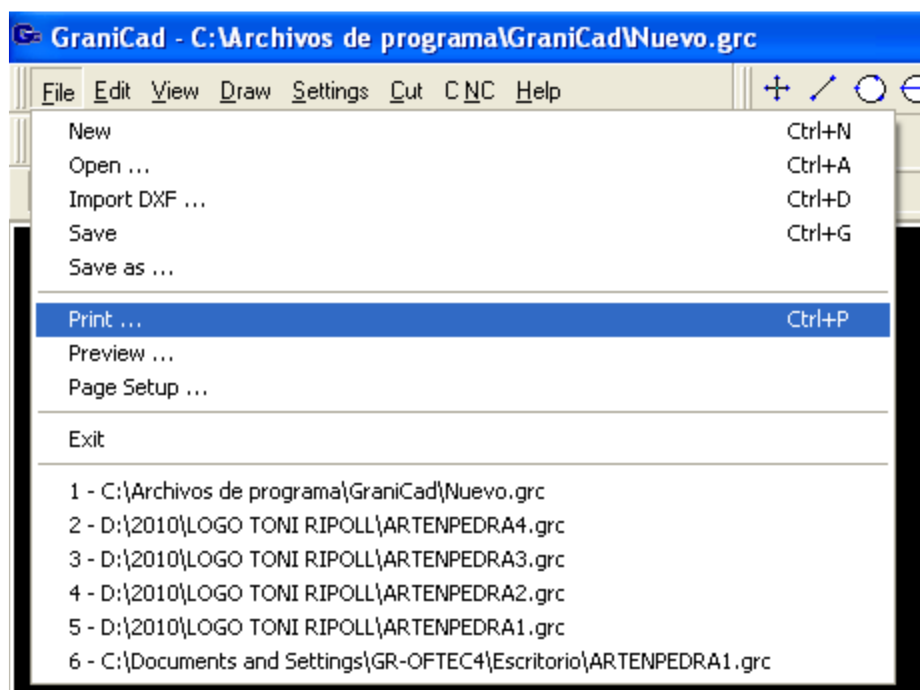 GraniCad - C:\Archivos de programa\GraniCad\Nuevo.grc
File Edit View Draw Settings Cut CNC Help
New Ctrl+N
Open ... Ctrl+A
Import DXF ... Ctrl+D
Save Ctrl+G
Save as ...
Print ... Ctrl+P
Preview ...
Page Setup ...
Exit
1 - C:\Archivos de programa\GraniCad\Nuevo.grc
2 - D:\2010\LOGO TONI RIPOLL\ARTENPEDRA4.grc
3 - D:\2010\LOGO TONI RIPOLL\ARTENPEDRA3.grc
4 - D:\2010\LOGO TONI RIPOLL\ARTENPEDRA2.grc
5 - D:\2010\LOGO TONI RIPOLL\ARTENPEDRA1.grc
6 - C:\Documents and Settings\GR-OFTEC4\Escritorio\ARTENPEDRA1.grc